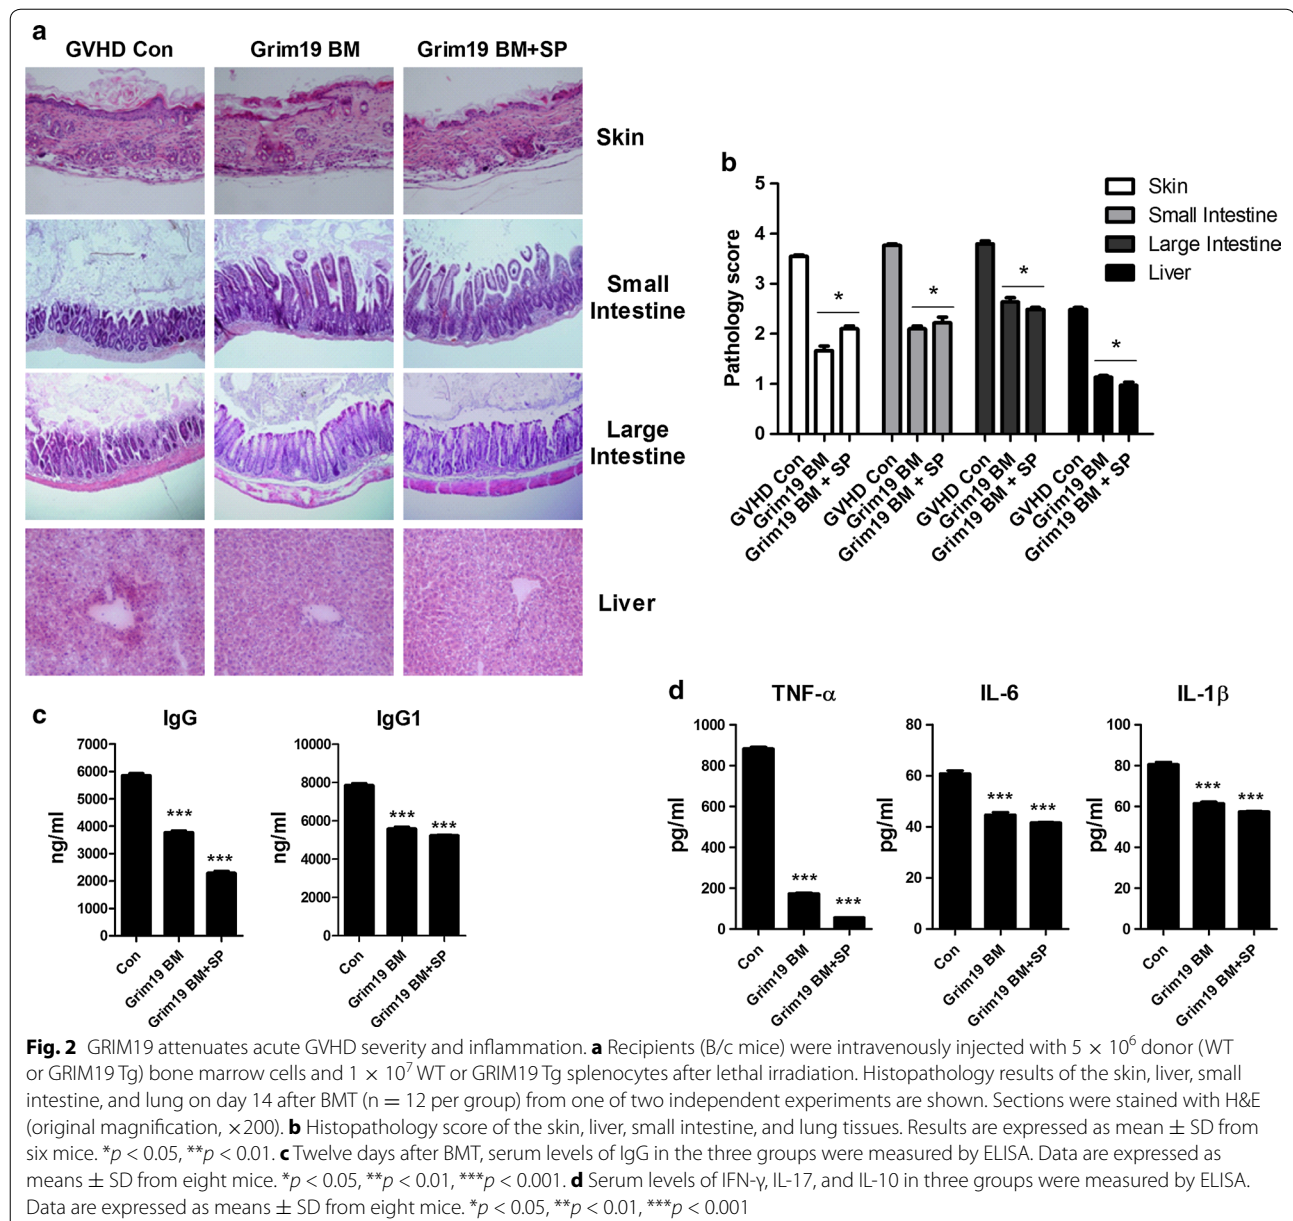 a
GVHD Con
Grim19 BM
Grim19 BM+SP
Skin
Small
Intestine
Large
Intestine
Liver
b
Pathology score
5
4
3
2
1
0
Skin
Small Intestine
Large Intestine
Liver
*
*
*
*
GVHD Con
Grim19 BM
Grim19 BM + SP
GVHD Con
Grim19 BM
Grim19 BM + SP
GVHD Con
Grim19 BM
Grim19 BM + SP
GVHD Con
Grim19 BM
Grim19 BM + SP
c
IgG
ng/ml
7000
6000
5000
4000
3000
2000
1000
0
***
***
Con
Grim19 BM
Grim19 BM+SP
IgG1
ng/ml
10000
8000
6000
4000
2000
0
***
***
Con
Grim19 BM
Grim19 BM+SP
d
TNF-α
pg/ml
1000
800
600
400
200
0
***
***
Con
Grim19 BM
Grim19 BM+SP
IL-6
pg/ml
80
60
40
20
0
***
***
Con
Grim19 BM
Grim19 BM+SP
IL-1β
pg/ml
100
80
60
40
20
0
***
***
Con
Grim19 BM
Grim19 BM+SP
Fig. 2 GRIM19 attenuates acute GVHD severity and inflammation. a Recipients (B/c mice) were intravenously injected with 5 × 10⁶ donor (WT
or GRIM19 Tg) bone marrow cells and 1 × 10⁷ WT or GRIM19 Tg splenocytes after lethal irradiation. Histopathology results of the skin, liver, small
intestine, and lung on day 14 after BMT (n = 12 per group) from one of two independent experiments are shown. Sections were stained with H&E
(original magnification, ×200). b Histopathology score of the skin, liver, small intestine, and lung tissues. Results are expressed as mean ± SD from
six mice. *p < 0.05, **p < 0.01. c Twelve days after BMT, serum levels of IgG in the three groups were measured by ELISA. Data are expressed as
means ± SD from eight mice. *p < 0.05, **p < 0.01, ***p < 0.001. d Serum levels of IFN-γ, IL-17, and IL-10 in three groups were measured by ELISA.
Data are expressed as means ± SD from eight mice. *p < 0.05, **p < 0.01, ***p < 0.001